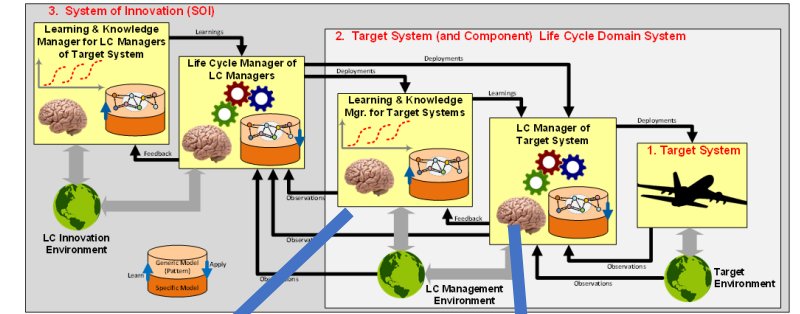 3. System of Innovation (SOI)
Learning & Knowledge
Manager for LC Managers
of Target System
Learnings
Life Cycle Manager of
LC Managers
2. Target System (and Component) Life Cycle Domain System
Deployments
Deployments
Learning & Knowledge
Mgr. for Target Systems
Learnings
LC Manager of
Target System
Deployments
1. Target System
Feedback
Observations
Feedback
Observations
Observations
LC Innovation
Environment
Generic Model
(Pattern)
Learn
Apply
Specific Model
LC Management
Environment
Target
Environment